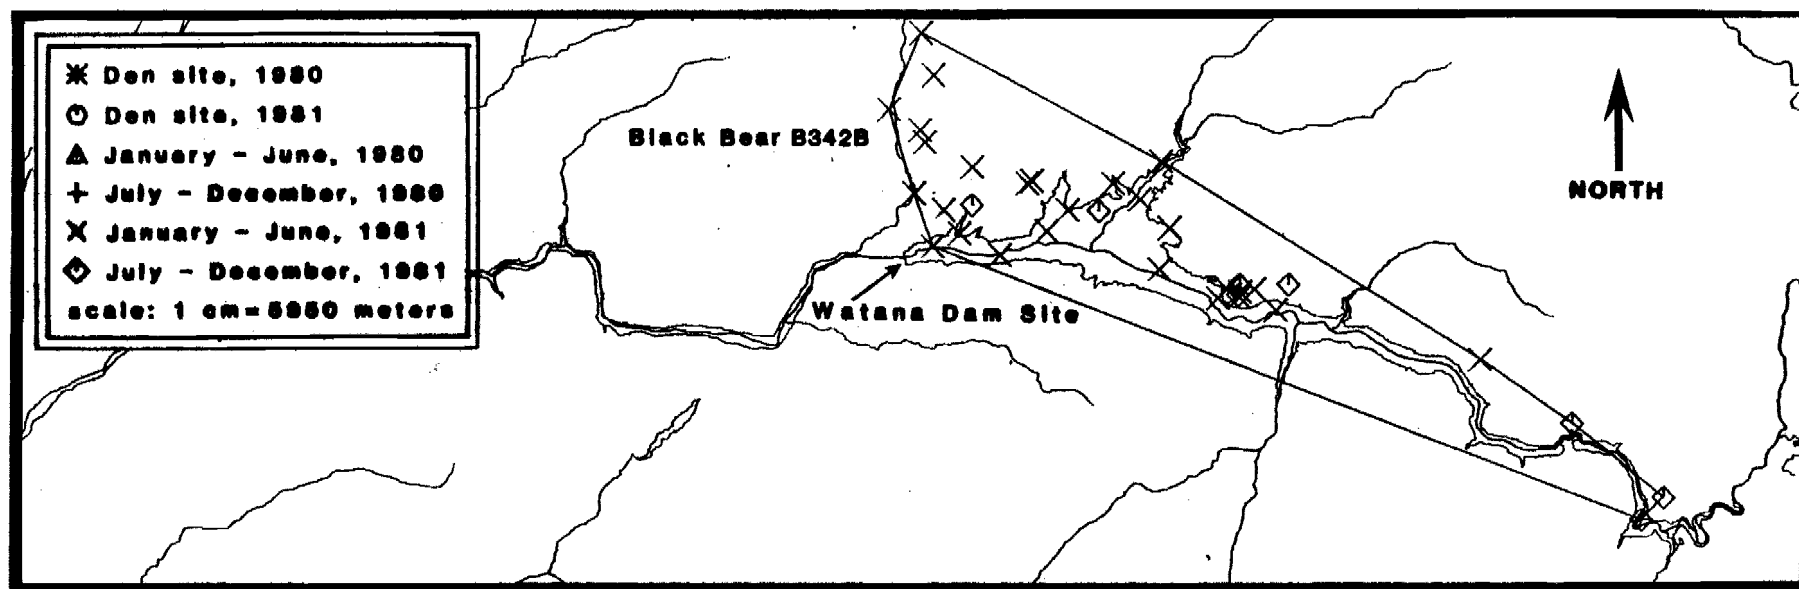 Den site, 1980
Den site, 1981
January - June, 1980
July - December, 1980
January - June, 1981
July - December, 1981
scale: 1 cm=5950 meters
Black Bear B342B
Watana Dam Site
NORTH